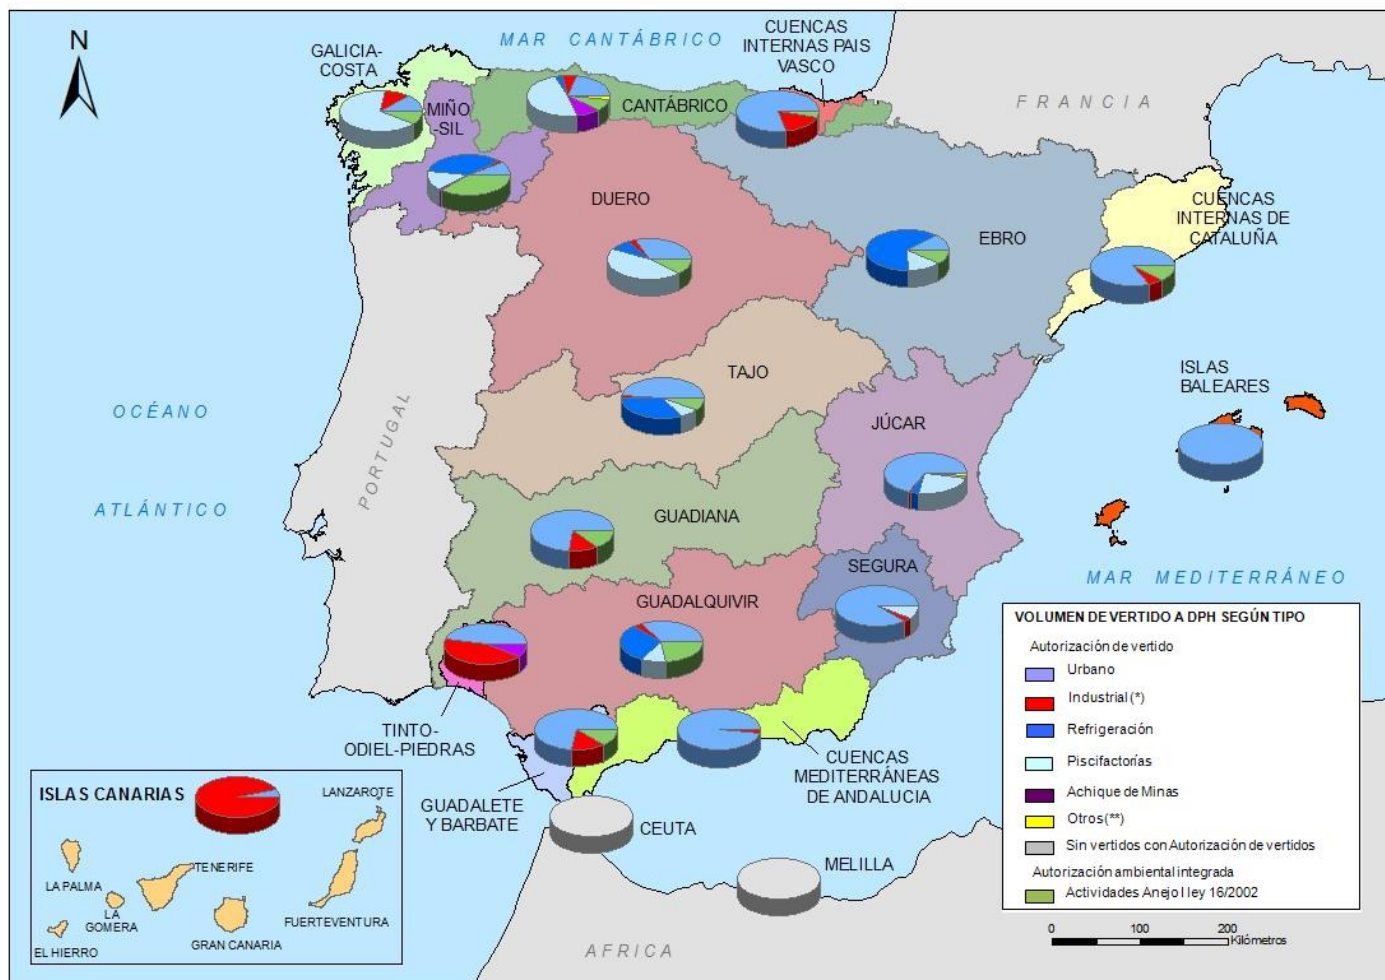 N
MAR CANTÁBRICO
GALICIA-
COSTA
CUENCAS
INTERNAS PAIS
VASCO
MIÑO
-SIL
CANTÁBRICO
FRANCIA
DUERO
EBRO
CUENCAS
INTERNAS DE
CATALUÑA
TAJO
ISLAS
BALEARES
OCÉANO
ATLÁNTICO
PORTUGAL
JÚCAR
GUADIANA
SEGURA
MAR MEDITERRÁNEO
GUADALQUIVIR
TINTO-
ODIEL-PIEDRAS
GUADALETE
Y BARBATE
CUENCAS
MEDITERRÁNEAS
DE ANDALUCIA
CEUTA
MELILLA
AFRICA
ISLAS CANARIAS
LANZAROTE
TENERIFE
LA PALMA
LA
GOMERA
EL HIERRO
GRAN CANARIA
FUERTEVENTURA
VOLUMEN DE VERTIDO A DPH SEGÚN TIPO
Autorización de vertido
Urbano
Industrial (*)
Refrigeración
Piscifactorías
Achique de Minas
Otros (**)
Sin vertidos con Autorización de vertidos
Autorización ambiental integrada
Actividades Anejo I ley 16/2002
0 100 200
Kilómetros